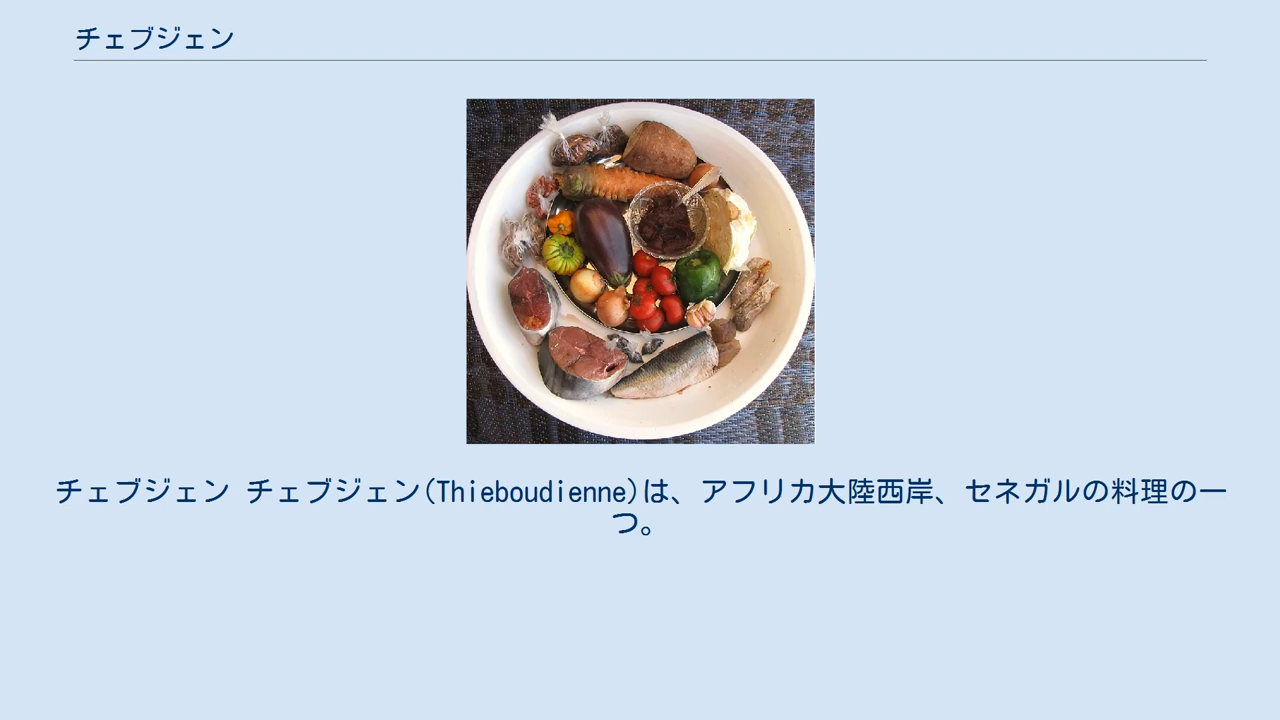 チェブジェン
チェブジェン チェブジェン(Thieboudienne)は、アフリカ大陸西岸、セネガルの料理の一
つ。